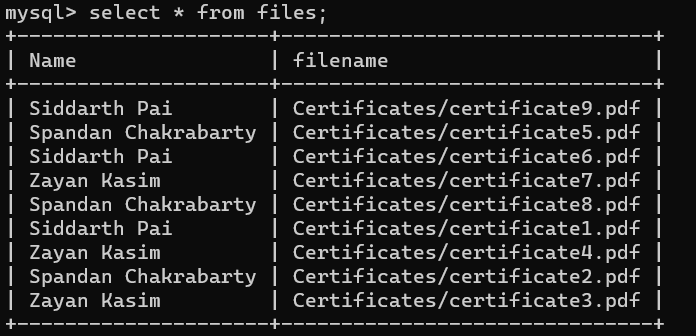 mysql> select * from files;
+----------------------+--------------------------------+
| Name                 | filename                       |
+----------------------+--------------------------------+
| Siddarth Pai         | Certificates/certificate9.pdf |
| Spandan Chakrabarty | Certificates/certificate5.pdf |
| Siddarth Pai         | Certificates/certificate6.pdf |
| Zayan Kasim          | Certificates/certificate7.pdf |
| Spandan Chakrabarty | Certificates/certificate8.pdf |
| Siddarth Pai         | Certificates/certificate1.pdf |
| Zayan Kasim          | Certificates/certificate4.pdf |
| Spandan Chakrabarty | Certificates/certificate2.pdf |
| Zayan Kasim          | Certificates/certificate3.pdf |
+----------------------+--------------------------------+